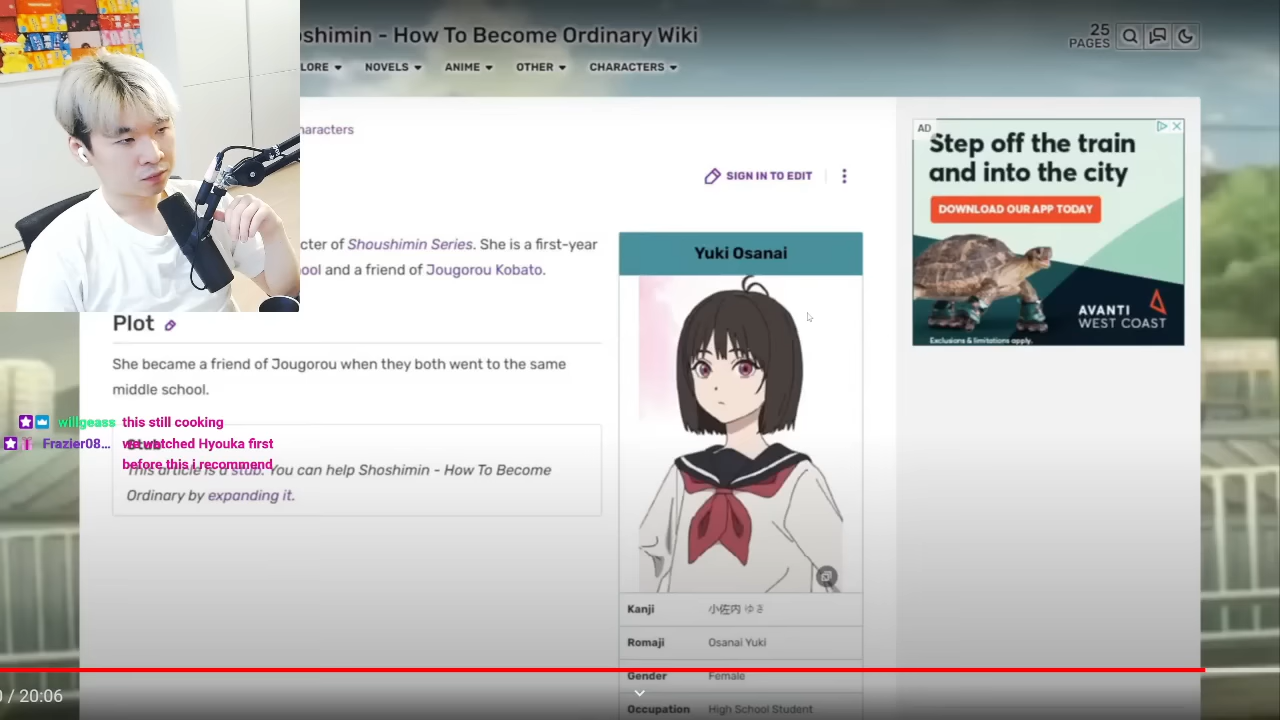 oshimin - How To Become Ordinary Wiki
25
PAGES
LORE
NOVELS
ANIME
OTHER
CHARACTERS
haracters
SIGN IN TO EDIT
cter of Shoushimin Series. She is a first-year
ool and a friend of Jougorou Kobato.
Plot
She became a friend of Jougorou when they both went to the same
middle school.
willgeass this still cooking
Frazier08... we watched Hyouka first
before this i recommend
Stub
This article is a stub. You can help Shoshimin - How To Become
Ordinary by expanding it.
Yuki Osanai
Kanji 小佐内 ゆき
Romaji Osanai Yuki
Gender Female
Occupation High School Student
AD
Step off the train
and into the city
DOWNLOAD OUR APP TODAY
AVANTI
WEST COAST
Exclusions & limitations apply.
/ 20:06